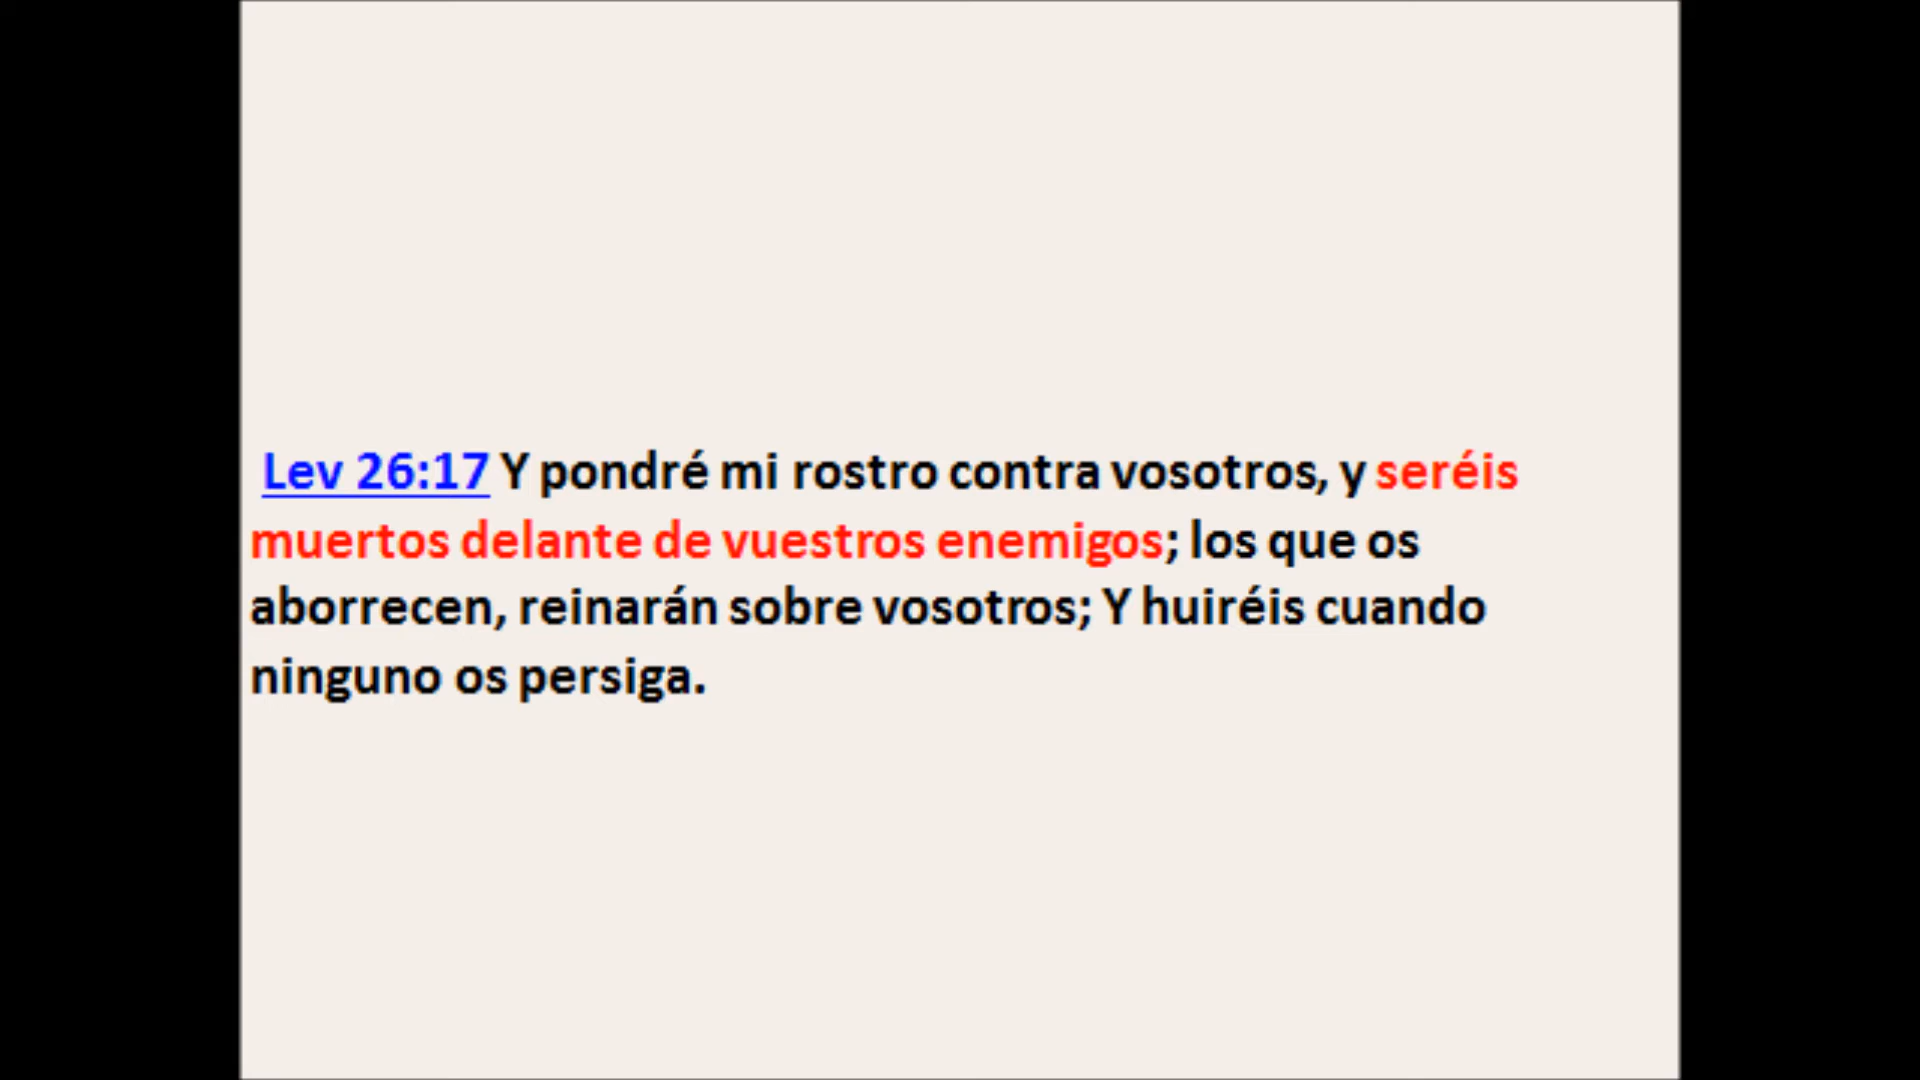 Lev 26:17 Y pondré mi rostro contra vosotros, y seréis
muertos delante de vuestros enemigos; los que os
aborrecen, reinarán sobre vosotros; Y huiréis cuando
ninguno os persiga.